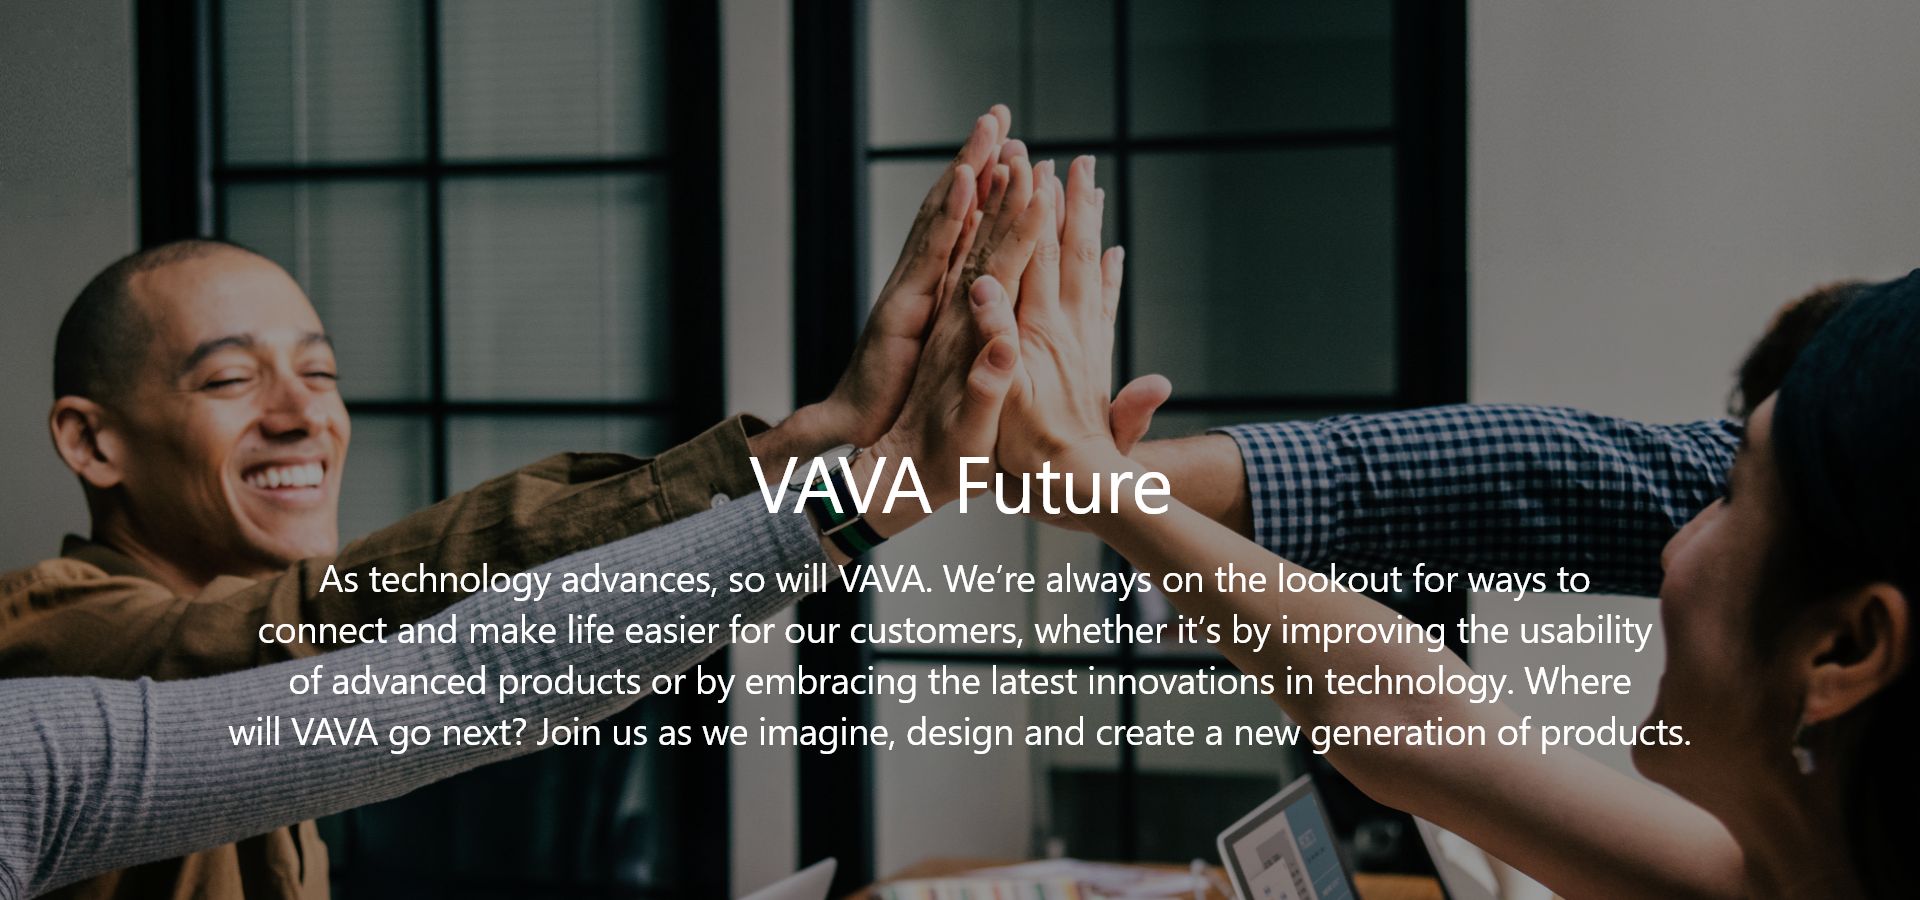 VAVA Future
As technology advances, so will VAVA. We’re always on the lookout for ways to
connect and make life easier for our customers, whether it’s by improving the usability
of advanced products or by embracing the latest innovations in technology. Where
will VAVA go next? Join us as we imagine, design and create a new generation of products.